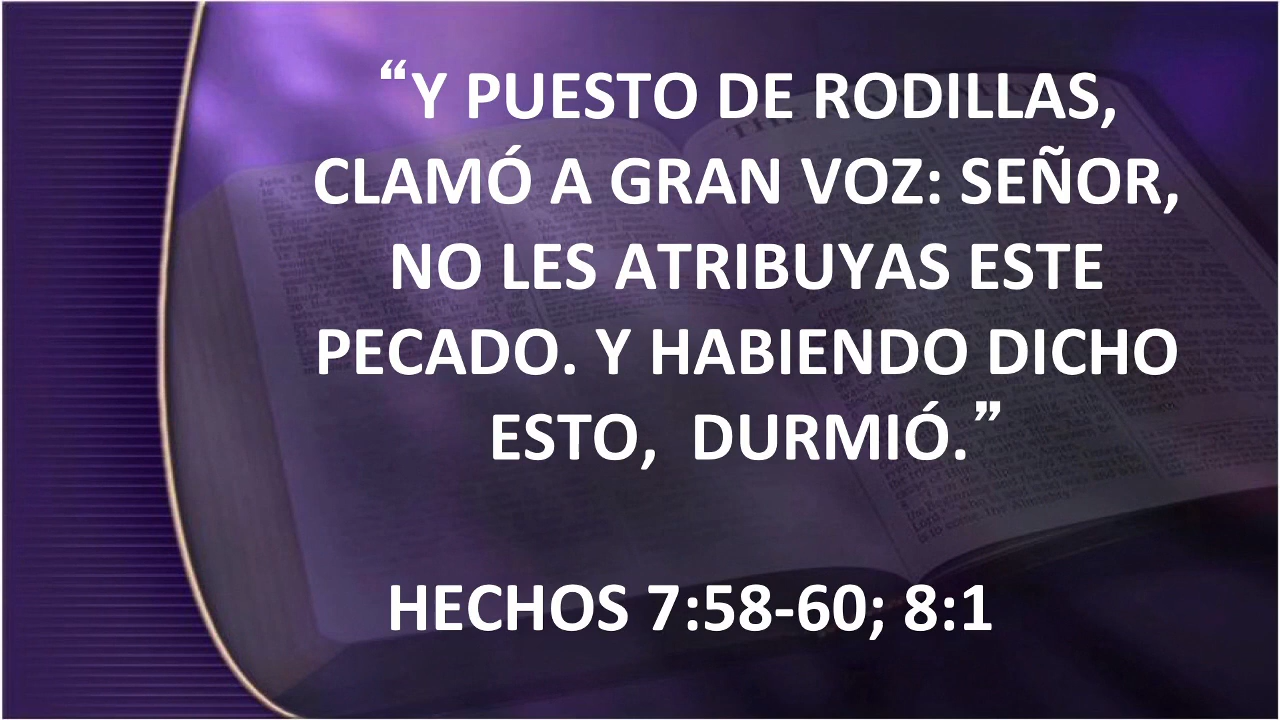 “Y PUESTO DE RODILLAS,
CLAMÓ A GRAN VOZ: SEÑOR,
NO LES ATRIBUYAS ESTE
PECADO. Y HABIENDO DICHO
ESTO,  DURMIÓ.”
HECHOS 7:58-60; 8:1